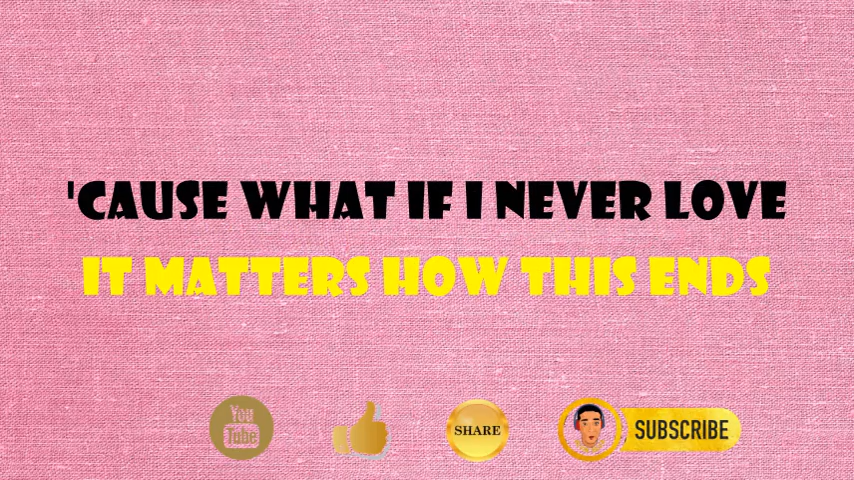 'CAUSE WHAT IF I NEVER LOVE
IT MATTERS HOW THIS ENDS
You
Tube
SHARE
SUBSCRIBE